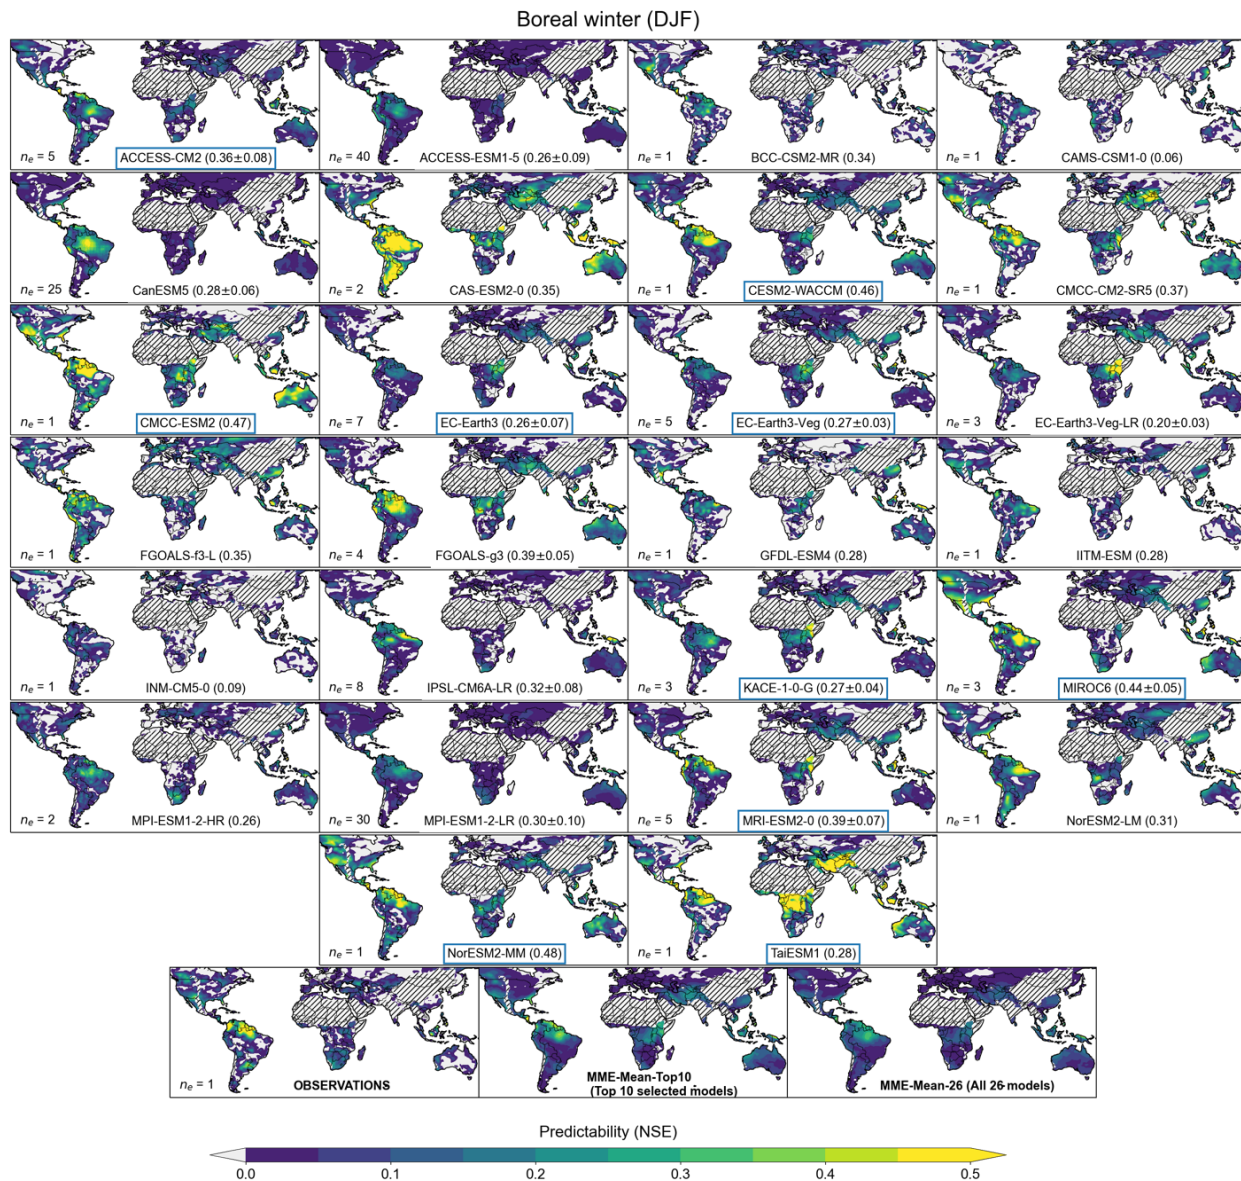 Boreal winter (DJF)
nₑ = 5 ACCESS-CM2 (0.36±0.08)
nₑ = 40 ACCESS-ESM1-5 (0.26±0.09)
nₑ = 1 BCC-CSM2-MR (0.34)
nₑ = 1 CAMS-CSM1-0 (0.06)
nₑ = 25 CanESM5 (0.28±0.06)
nₑ = 2 CAS-ESM2-0 (0.35)
nₑ = 1 CESM2-WACCM (0.46)
nₑ = 1 CMCC-CM2-SR5 (0.37)
nₑ = 1 CMCC-ESM2 (0.47)
nₑ = 7 EC-Earth3 (0.26±0.07)
nₑ = 5 EC-Earth3-Veg (0.27±0.03)
nₑ = 3 EC-Earth3-Veg-LR (0.20±0.03)
nₑ = 1 FGOALS-f3-L (0.35)
nₑ = 4 FGOALS-g3 (0.39±0.05)
nₑ = 1 GFDL-ESM4 (0.28)
nₑ = 1 IITM-ESM (0.28)
nₑ = 1 INM-CM5-0 (0.09)
nₑ = 8 IPSL-CM6A-LR (0.32±0.08)
nₑ = 3 KACE-1-0-G (0.27±0.04)
nₑ = 3 MIROC6 (0.44±0.05)
nₑ = 2 MPI-ESM1-2-HR (0.26)
nₑ = 30 MPI-ESM1-2-LR (0.30±0.10)
nₑ = 5 MRI-ESM2-0 (0.39±0.07)
nₑ = 1 NorESM2-LM (0.31)
nₑ = 1 NorESM2-MM (0.48)
nₑ = 1 TaiESM1 (0.28)
nₑ = 1 OBSERVATIONS
MME-Mean-Top10
(Top 10 selected models)
MME-Mean-26 (All 26 models)
Predictability (NSE)
0.0 0.1 0.2 0.3 0.4 0.5